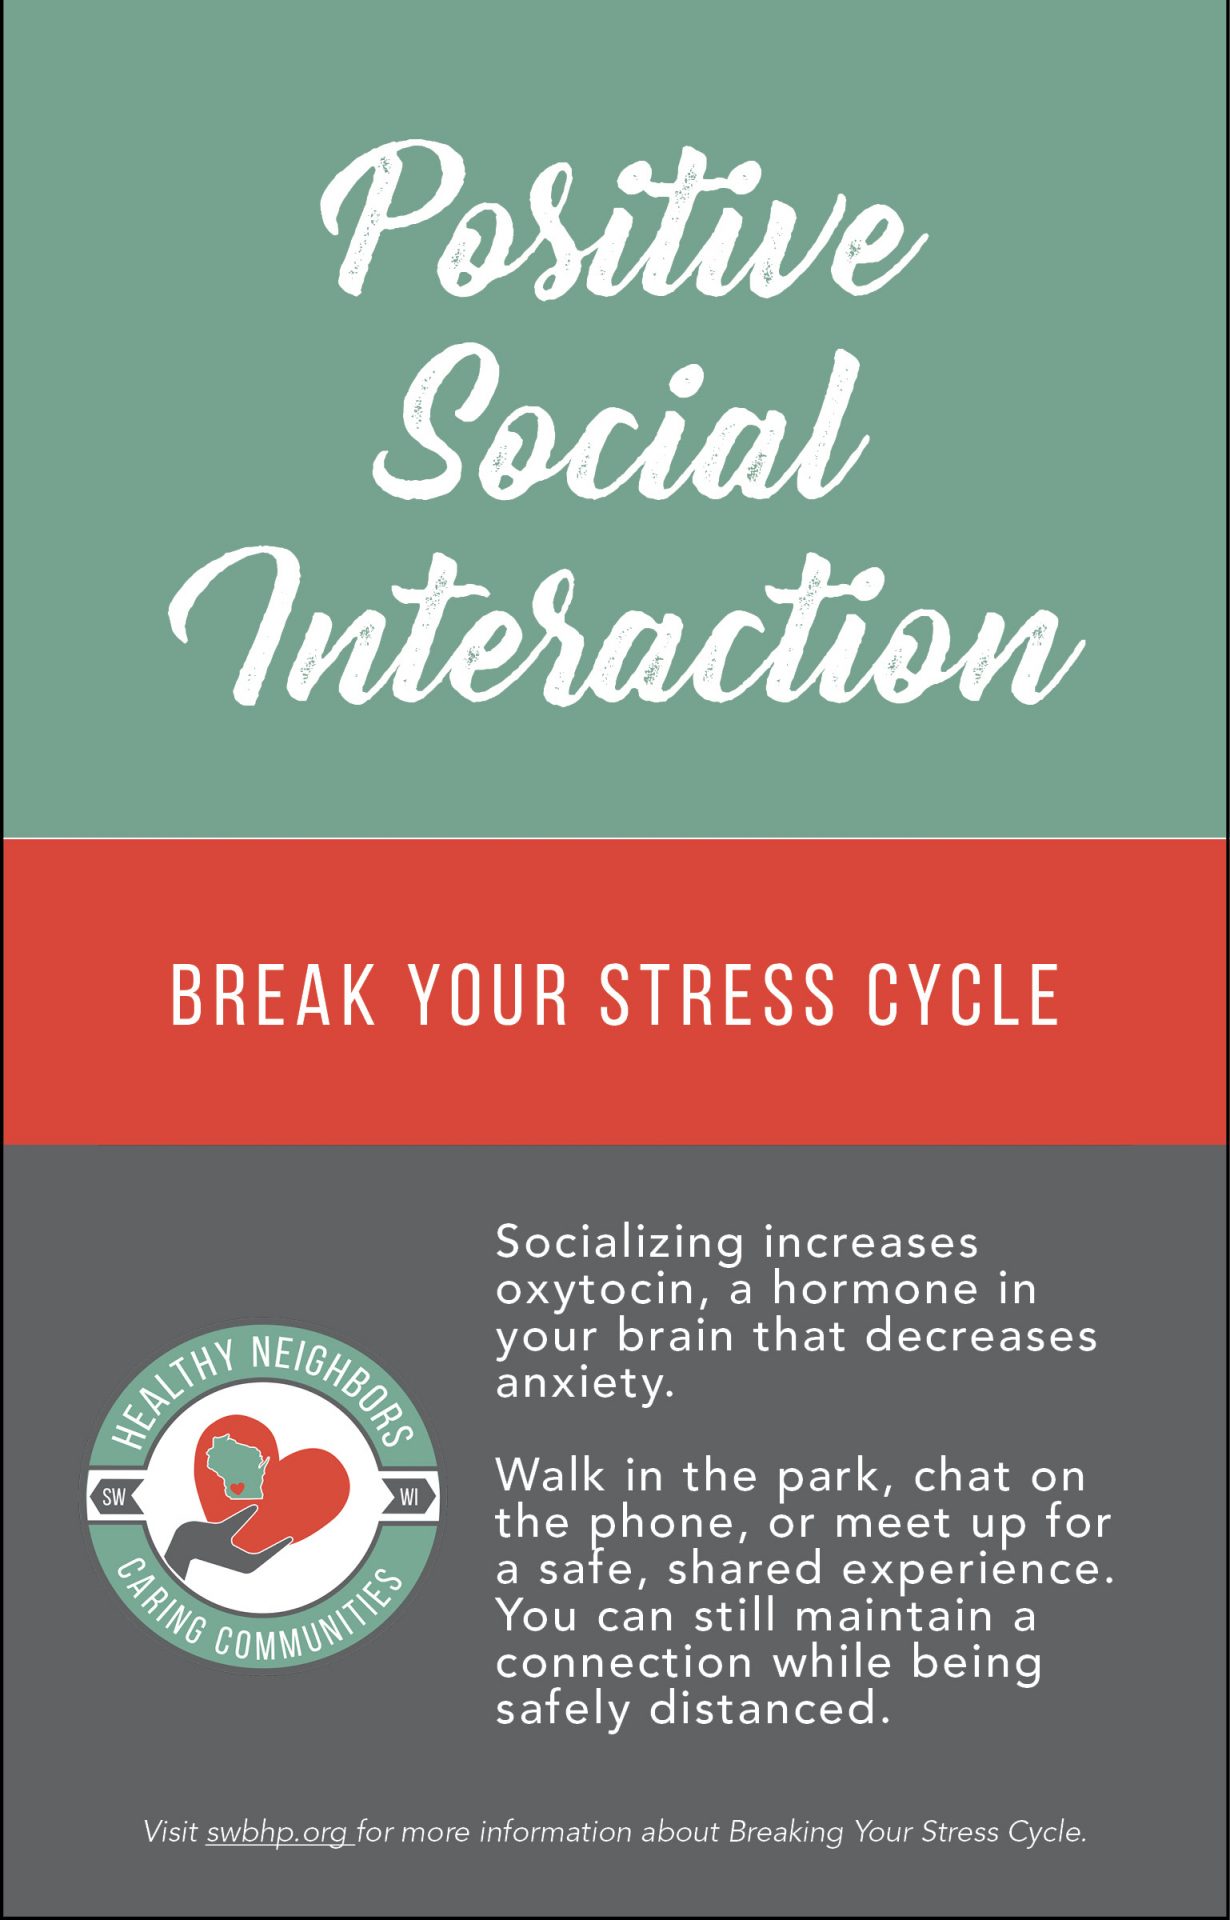 Positive
Social
Interaction
BREAK YOUR STRESS CYCLE
Socializing increases
oxytocin, a hormone in
your brain that decreases
anxiety.
Walk in the park, chat on
the phone, or meet up for
a safe, shared experience.
You can still maintain a
connection while being
safely distanced.
HEALTHY NEIGHBORS
SW
WI
CARING COMMUNITIES
Visit swbhp.org for more information about Breaking Your Stress Cycle.